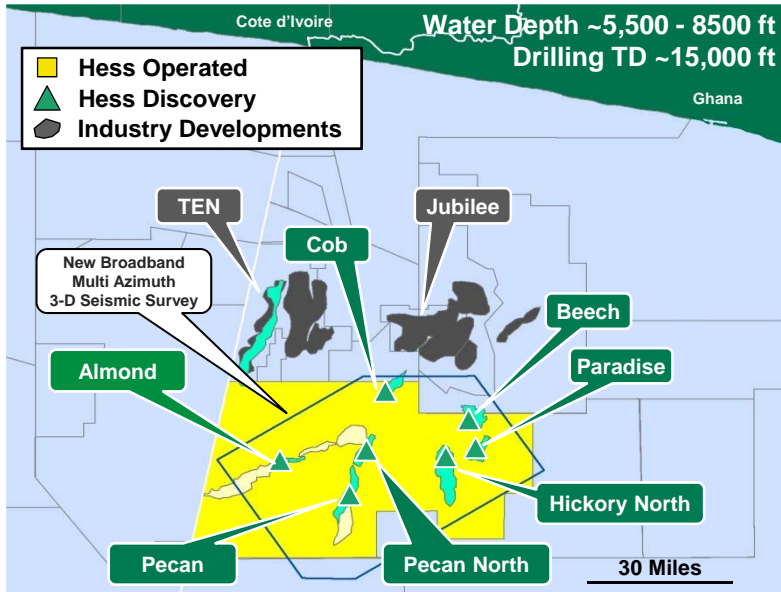 Cote d'Ivoire
Water Depth ~5,500 - 8500 ft
Drilling TD ~15,000 ft
Hess Operated
Hess Discovery
Industry Developments
Ghana
TEN
Jubilee
Cob
New Broadband
Multi Azimuth
3-D Seismic Survey
Beech
Almond
Paradise
Hickory North
Pecan
Pecan North
30 Miles